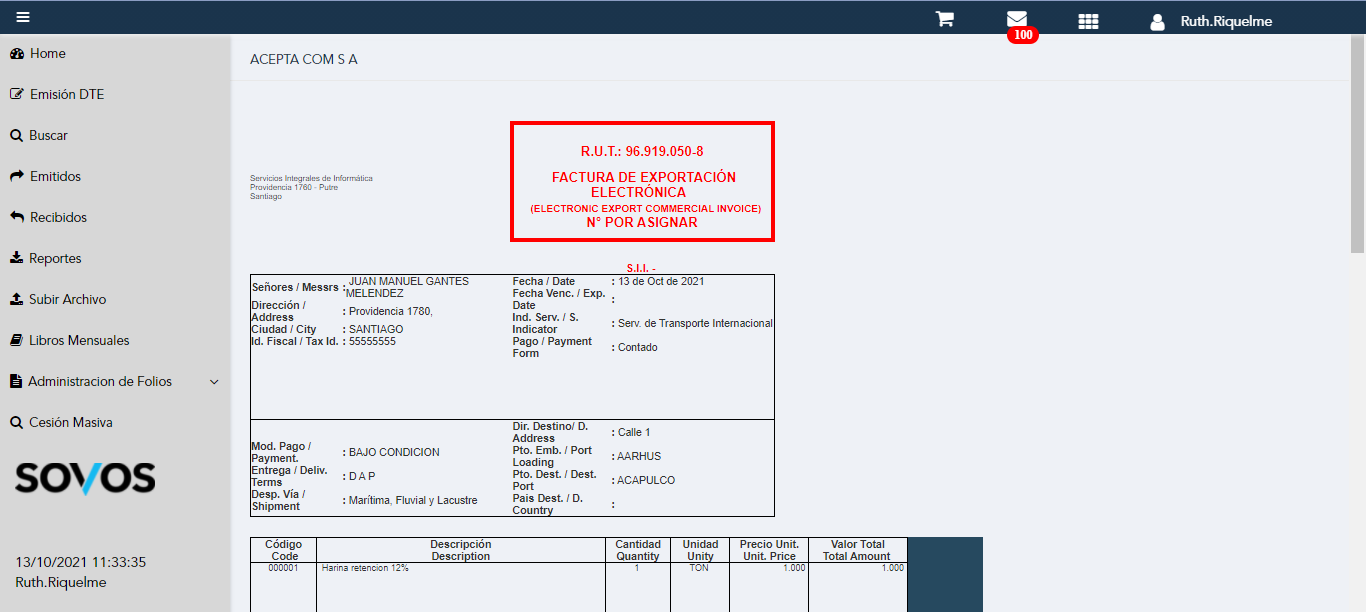 Ruth.Riquelme
100
Home
Emisión DTE
Buscar
Emitidos
Recibidos
Reportes
Subir Archivo
Libros Mensuales
Administracion de Folios
Cesión Masiva
SOVOS
13/10/2021 11:33:35
Ruth.Riquelme
ACEPTA COM S A
Servicios Integrales de Informática
Providencia 1760 - Putre
Santiago
R.U.T.: 96.919.050-8
FACTURA DE EXPORTACIÓN
ELECTRÓNICA
(ELECTRONIC EXPORT COMMERCIAL INVOICE)
N° POR ASIGNAR
S.I.I. -
Señores / Messrs : JUAN MANUEL GANTES
MELENDEZ
Dirección /
Address : Providencia 1780,
Ciudad / City : SANTIAGO
Id. Fiscal / Tax Id. : 55555555
Fecha / Date : 13 de Oct de 2021
Fecha Venc. / Exp.
Date :
Ind. Serv. / S.
Indicator : Serv. de Transporte Internacional
Pago / Payment
Form : Contado
Mod. Pago /
Payment. : BAJO CONDICION
Entrega / Deliv.
Terms : D A P
Desp. Vía /
Shipment : Marítima, Fluvial y Lacustre
Dir. Destino/ D.
Address : Calle 1
Pto. Emb. / Port
Loading : AARHUS
Pto. Dest. / Dest.
Port : ACAPULCO
Pais Dest. / D.
Country :
Código Descripción Cantidad Unidad Precio Unit. Valor Total
Code Description Quantity Unity Unit. Price Total Amount
000001 Harina retencion 12% 1 TON 1.000 1.000